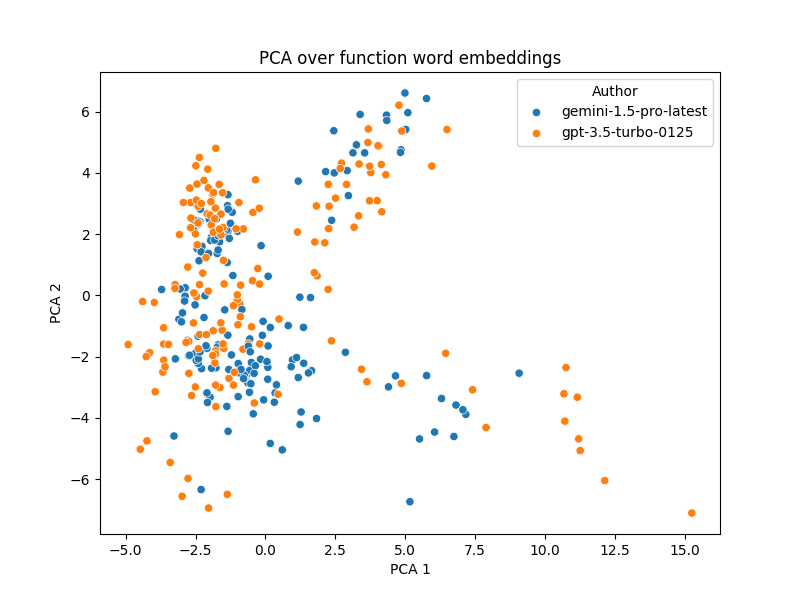 PCA over function word embeddings
Author
gemini-1.5-pro-latest
gpt-3.5-turbo-0125
PCA 2
6
4
2
0
−2
−4
−6
−5.0 −2.5 0.0 2.5 5.0 7.5 10.0 12.5 15.0
PCA 1